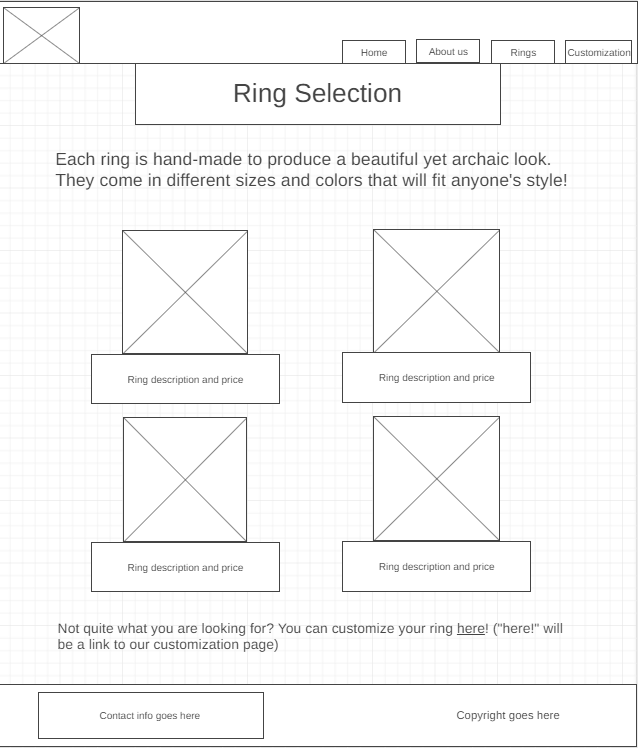 Home
About us
Rings
Customization
Ring Selection
Each ring is hand-made to produce a beautiful yet archaic look.
They come in different sizes and colors that will fit anyone's style!
Ring description and price
Ring description and price
Ring description and price
Ring description and price
Not quite what you are looking for? You can customize your ring here! ("here!" will
be a link to our customization page)
Contact info goes here
Copyright goes here